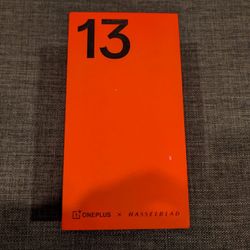 13
ONEPLUS × HASSELBLAD